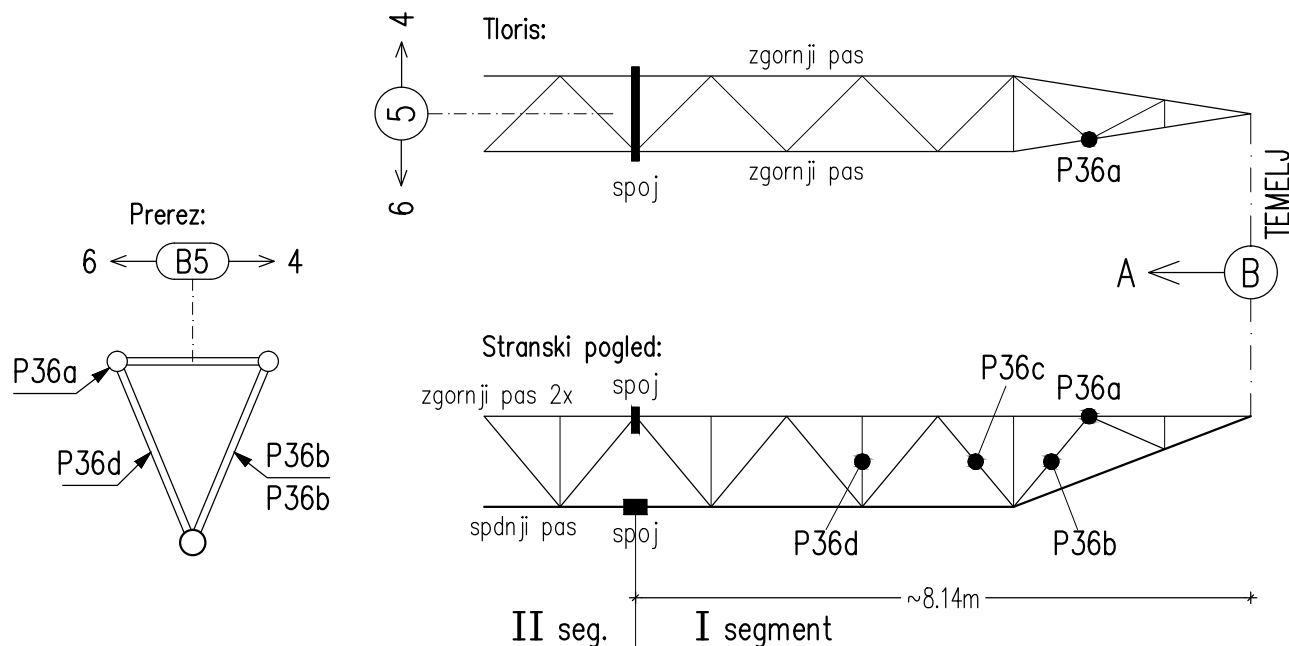 Tloris:
4
5
6
zgornji pas
zgornji pas
spoj
P36a
TEMELJ
A
B
Prerez:
6
B5
4
P36a
P36d
P36b
P36b
Stranski pogled:
spoj
zgornji pas 2x
P36c
P36a
spdnji pas
spoj
P36d
P36b
~8.14m
II seg.
I segment